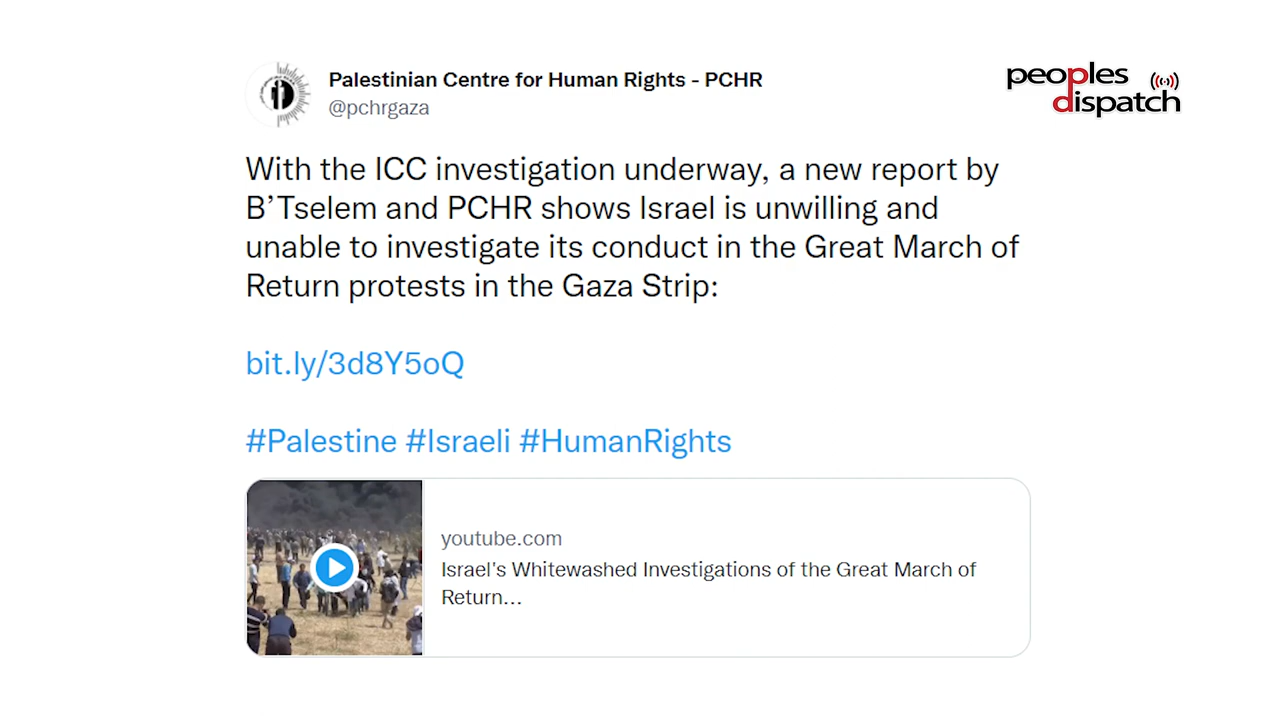 Palestinian Centre for Human Rights - PCHR
@pchrgaza
peoples
dispatch
With the ICC investigation underway, a new report by
B’Tselem and PCHR shows Israel is unwilling and
unable to investigate its conduct in the Great March of
Return protests in the Gaza Strip:
bit.ly/3d8Y5oQ
#Palestine #Israeli #HumanRights
youtube.com
Israel's Whitewashed Investigations of the Great March of
Return...